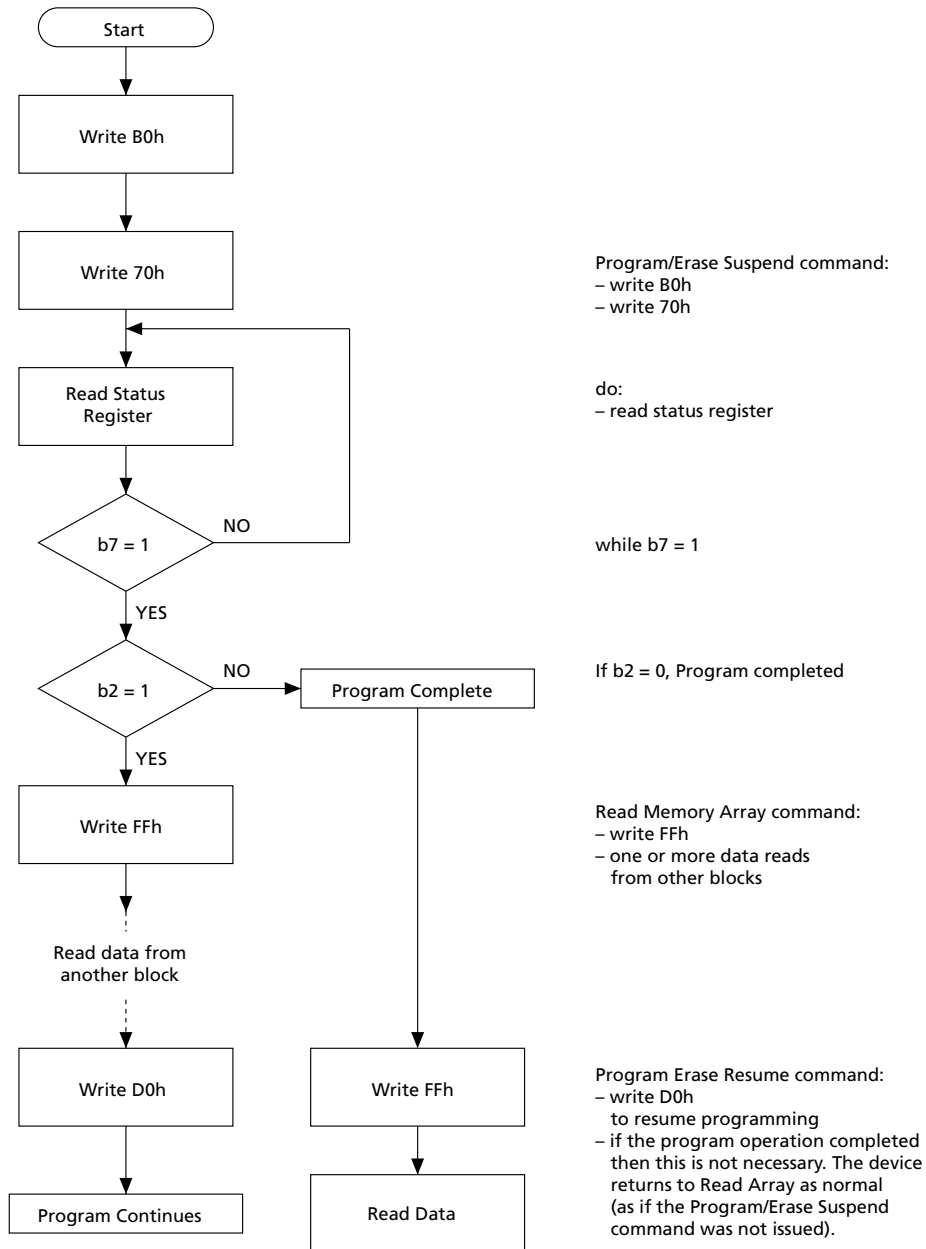 Start
Write B0h
Write 70h
Program/Erase Suspend command:
– write B0h
– write 70h
Read Status
Register
do:
– read status register
NO
b7 = 1
while b7 = 1
YES
NO
b2 = 1
Program Complete
If b2 = 0, Program completed
YES
Write FFh
Read Memory Array command:
– write FFh
– one or more data reads
from other blocks
Read data from
another block
Write D0h
Write FFh
Program Erase Resume command:
– write D0h
to resume programming
– if the program operation completed
then this is not necessary. The device
returns to Read Array as normal
(as if the Program/Erase Suspend
command was not issued).
Program Continues
Read Data